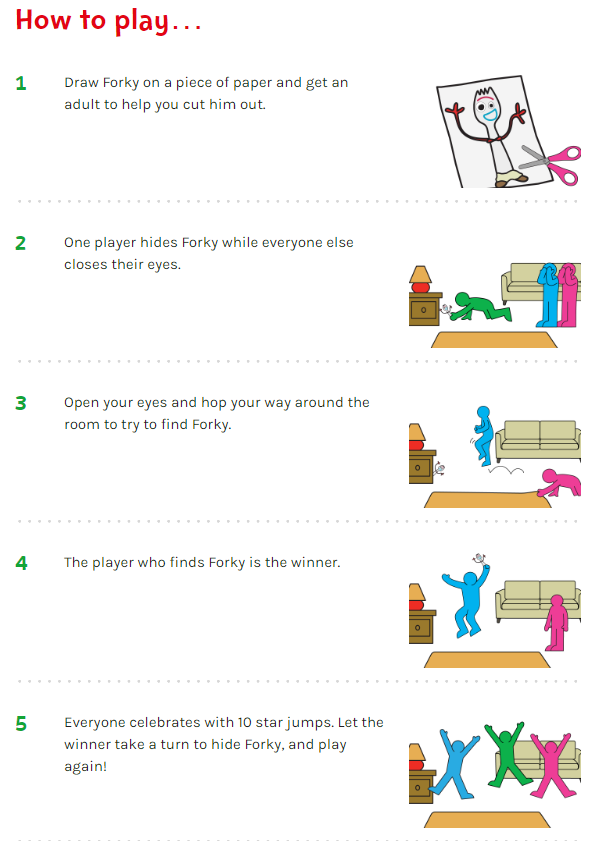 How to play...
1
Draw Forky on a piece of paper and get an
adult to help you cut him out.
2
One player hides Forky while everyone else
closes their eyes.
3
Open your eyes and hop your way around the
room to try to find Forky.
4
The player who finds Forky is the winner.
5
Everyone celebrates with 10 star jumps. Let the
winner take a turn to hide Forky, and play
again!